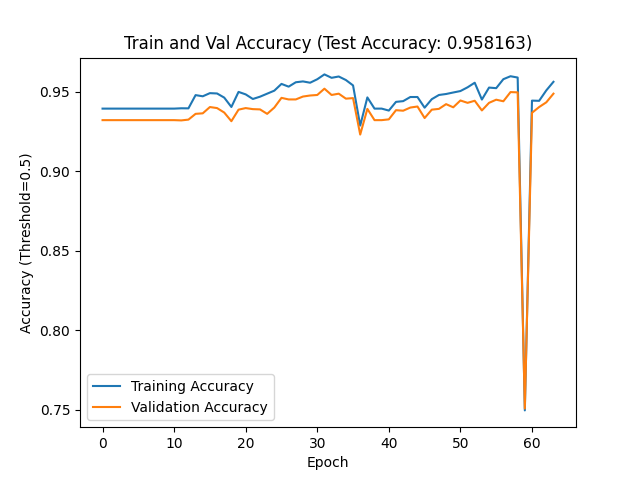 Train and Val Accuracy (Test Accuracy: 0.958163)
Accuracy (Threshold=0.5)
0.95
0.90
0.85
0.80
0.75
Training Accuracy
Validation Accuracy
0 10 20 30 40 50 60
Epoch